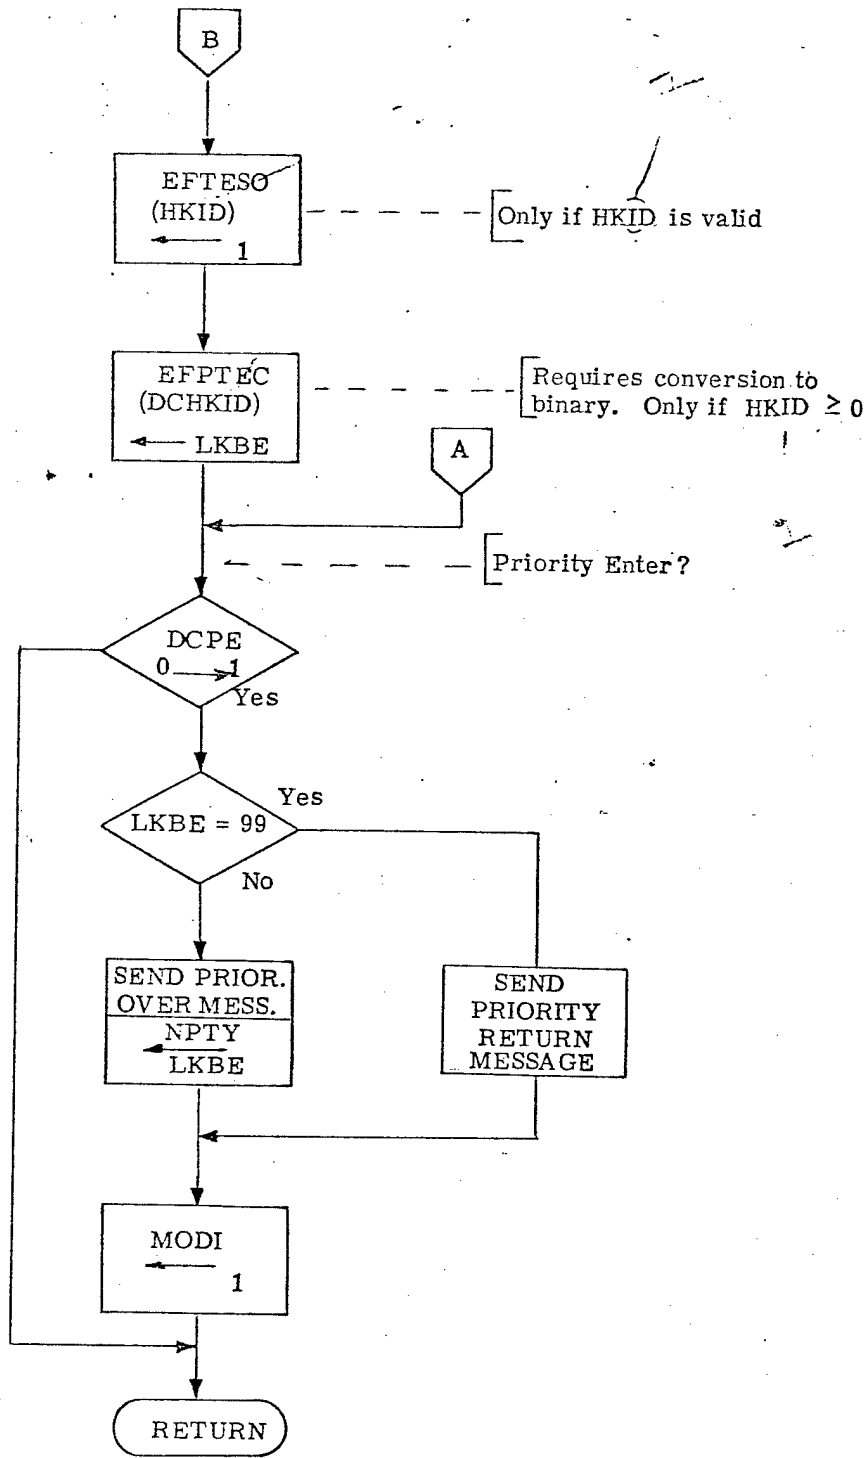 B
EFTESO
(HKID)
1
Only if HKID is valid
EFPTEC
(DCHKID)
LKBE
Requires conversion to
binary. Only if HKID ≥ 0
A
Priority Enter?
DCPE
0 1
Yes
LKBE = 99
Yes
No
SEND PRIOR.
OVER MESS.
NPTY
LKBE
SEND
PRIORITY
RETURN
MESSAGE
MODI
1
RETURN